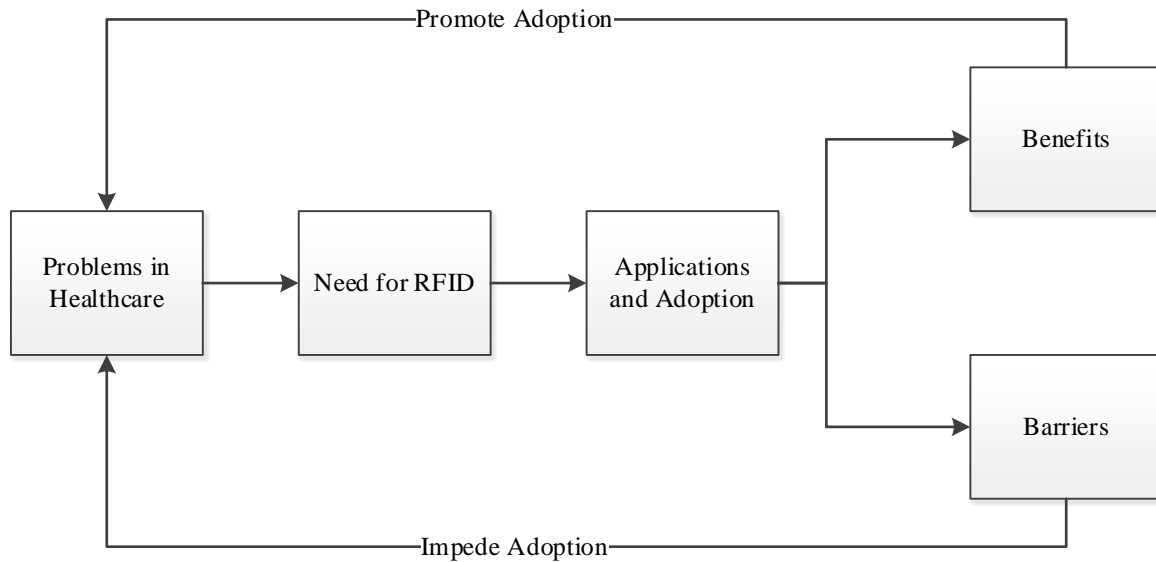 Promote Adoption
Benefits
Problems in
Healthcare
Need for RFID
Applications
and Adoption
Barriers
Impede Adoption